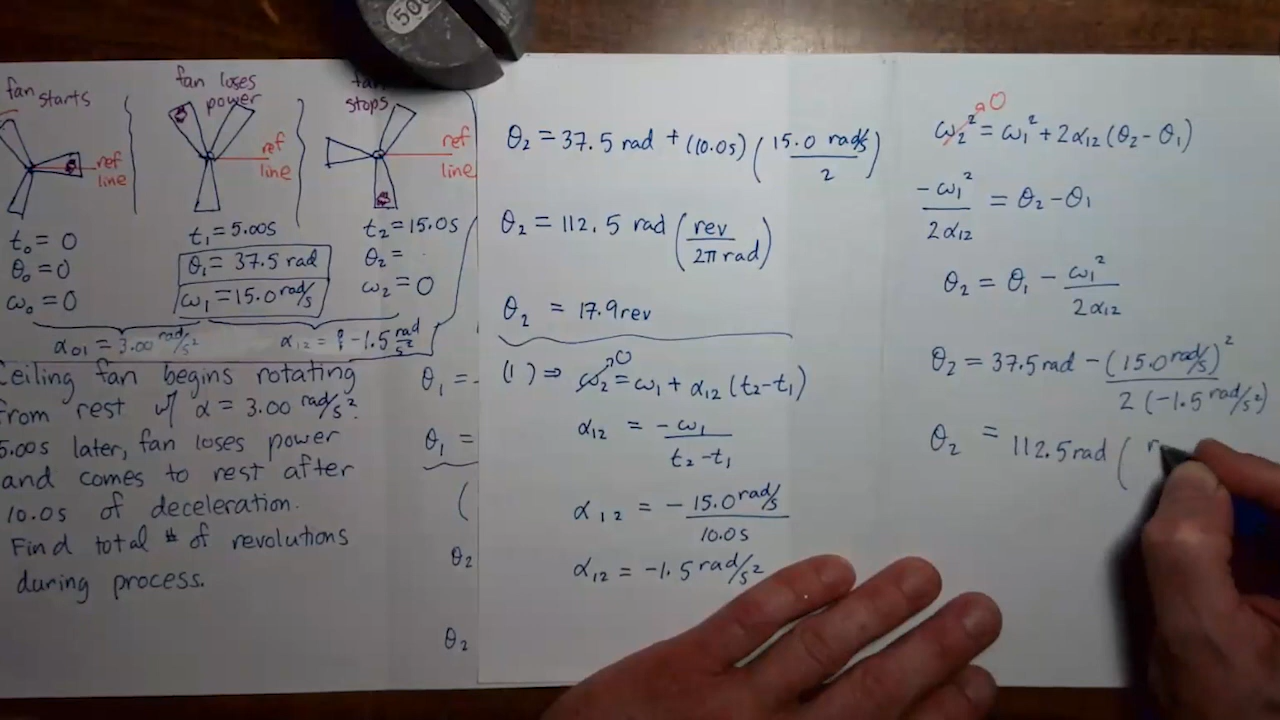 500
fan starts
ref
line
t₀ = 0
θ₀ = 0
ω₀ = 0
α₀₁ = 3.00 rad/s²
fan loses
power
ref
line
t₁ = 5.00s
θ₁ = 37.5 rad
ω₁ = 15.0 rad/s
α₁₂ = ? -1.5 rad/s²
stops
ref
line
t₂ = 15.0s
θ₂ =
ω₂ = 0
Ceiling fan begins rotating
from rest w/ α = 3.00 rad/s².
5.00s later, fan loses power
and comes to rest after
10.0s of deceleration.
Find total # of revolutions
during process.
θ₁ =
θ₁ =
(
θ₂
θ₂
θ₂ = 37.5 rad + (10.0s) (15.0 rad/s / 2)
θ₂ = 112.5 rad (rev / 2π rad)
θ₂ = 17.9 rev
(1) ⇒ ω₂ = ω₁ + α₁₂ (t₂ - t₁)
0
α₁₂ = -ω₁ / (t₂ - t₁)
α₁₂ = - 15.0 rad/s / 10.0s
α₁₂ = -1.5 rad/s²
0
ω₂² = ω₁² + 2α₁₂ (θ₂ - θ₁)
-ω₁² / 2α₁₂ = θ₂ - θ₁
θ₂ = θ₁ - ω₁² / 2α₁₂
θ₂ = 37.5 rad - (15.0 rad/s)² / 2(-1.5 rad/s²)
θ₂ = 112.5 rad ( r